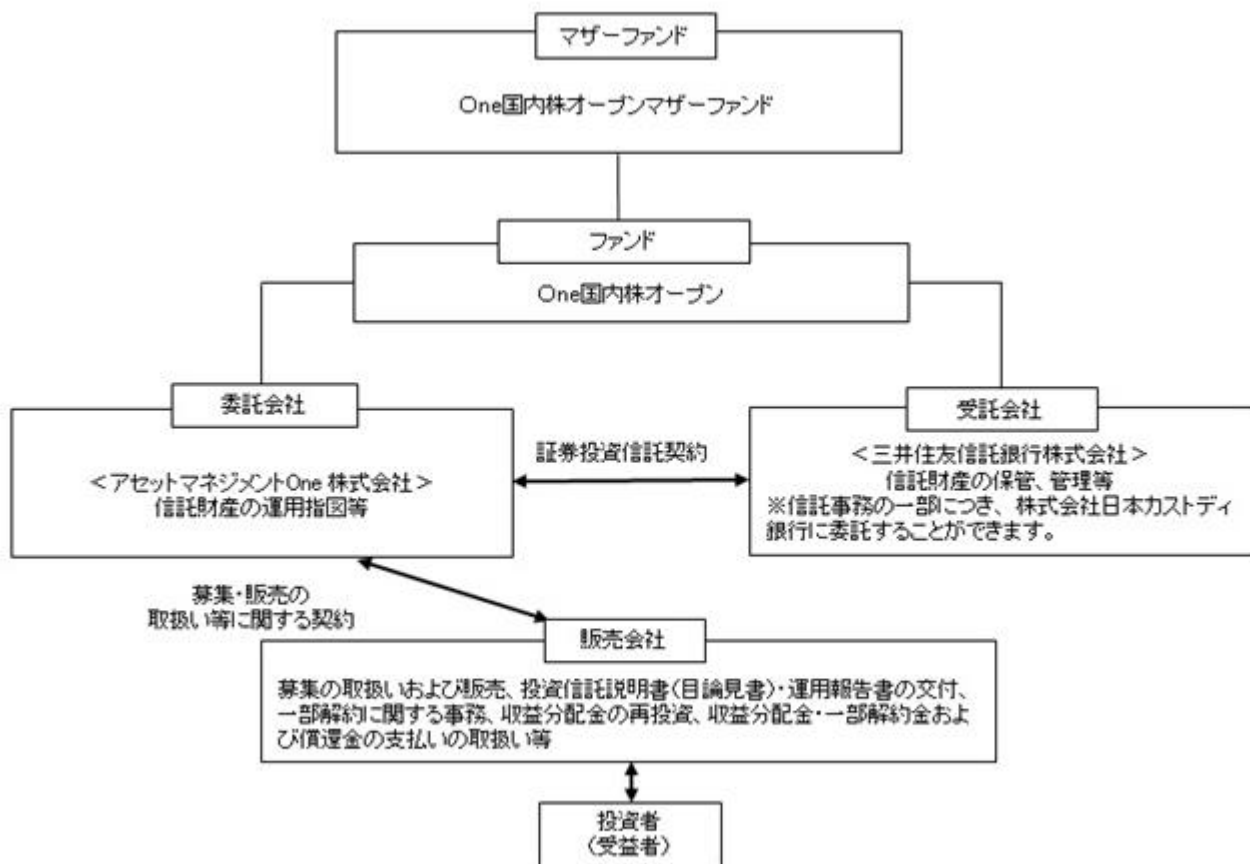 マザーファンド
One国内株オープンマザーファンド
ファンド
One国内株オープン
委託会社
＜アセットマネジメントOne 株式会社＞
信託財産の運用指図等
証券投資信託契約
受託会社
＜三井住友信託銀行株式会社＞
信託財産の保管、管理等
※信託事務の一部につき、株式会社日本カストディ
銀行に委託することができます。
募集・販売の
取扱い等に関する契約
販売会社
募集の取扱いおよび販売、投資信託説明書（目論見書）・運用報告書の交付、
一部解約に関する事務、収益分配金の再投資、収益分配金・一部解約金およ
び償還金の支払いの取扱い等
投資者
（受益者）